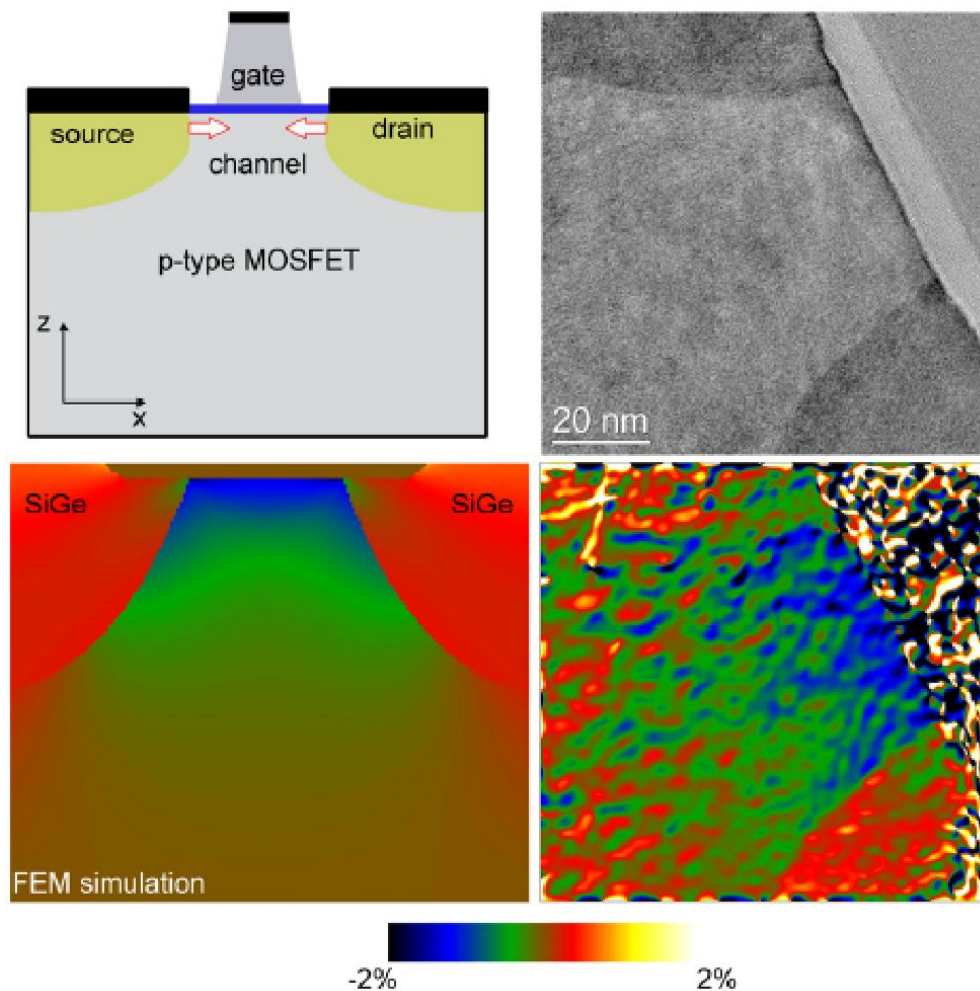 gate
source
drain
channel
p-type MOSFET
z
x
20 nm
SiGe
SiGe
FEM simulation
-2%
2%